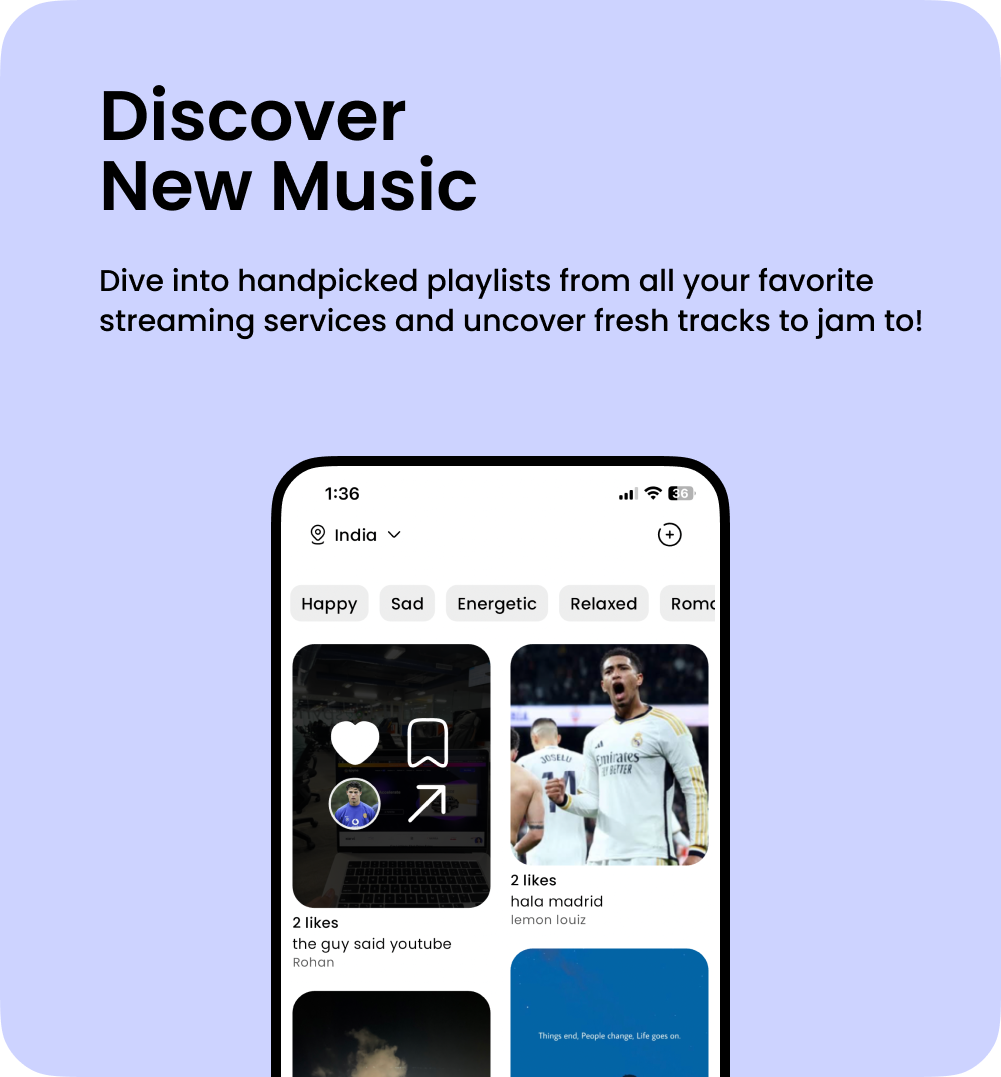 Discover
New Music
Dive into handpicked playlists from all your favorite
streaming services and uncover fresh tracks to jam to!
1:36
36
India
Happy
Sad
Energetic
Relaxed
Roma
JOSELU
14
Emirates
FLY BETTER
2 likes
the guy said youtube
Rohan
2 likes
hala madrid
lemon louiz
Things end, People change, Life goes on.